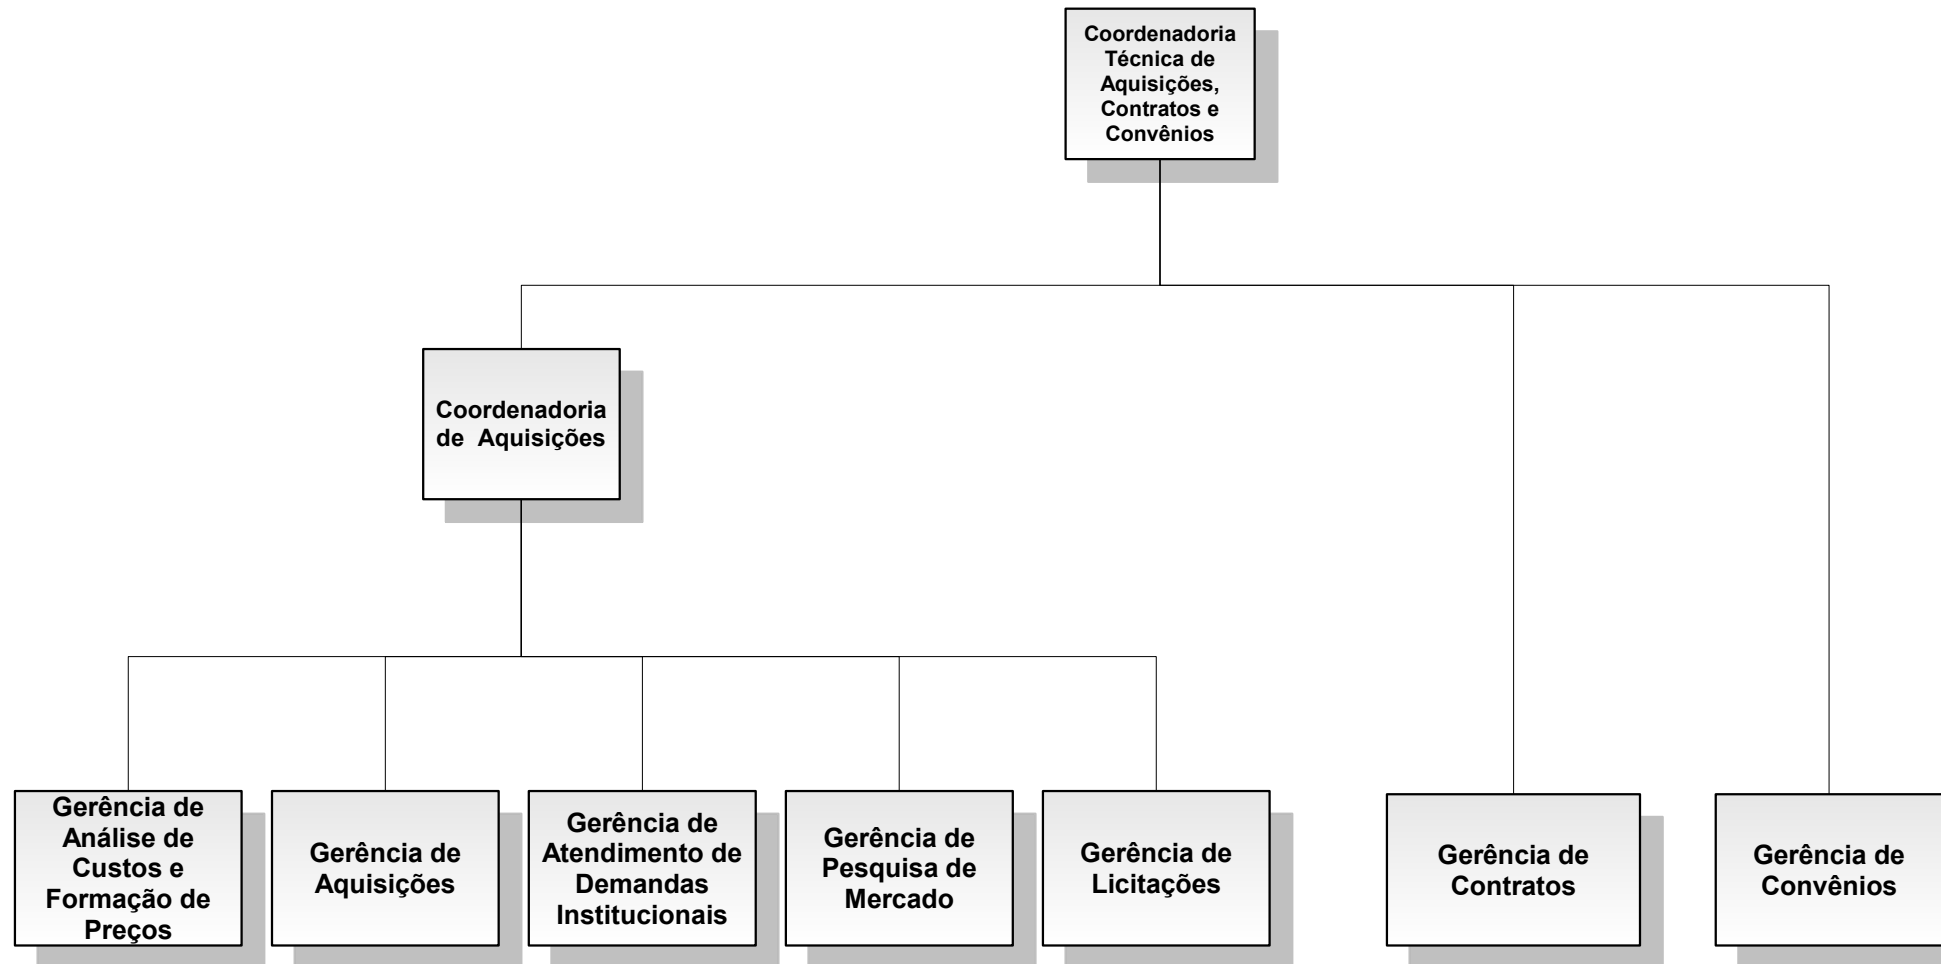 Coordenadoria
Técnica de
Aquisições,
Contratos e
Convênios
Coordenadoria
de  Aquisições
Gerência de
Análise de
Custos e
Formação de
Preços
Gerência de
Aquisições
Gerência de
Atendimento de
Demandas
Institucionais
Gerência de
Pesquisa de
Mercado
Gerência de
Licitações
Gerência de
Contratos
Gerência de
Convênios